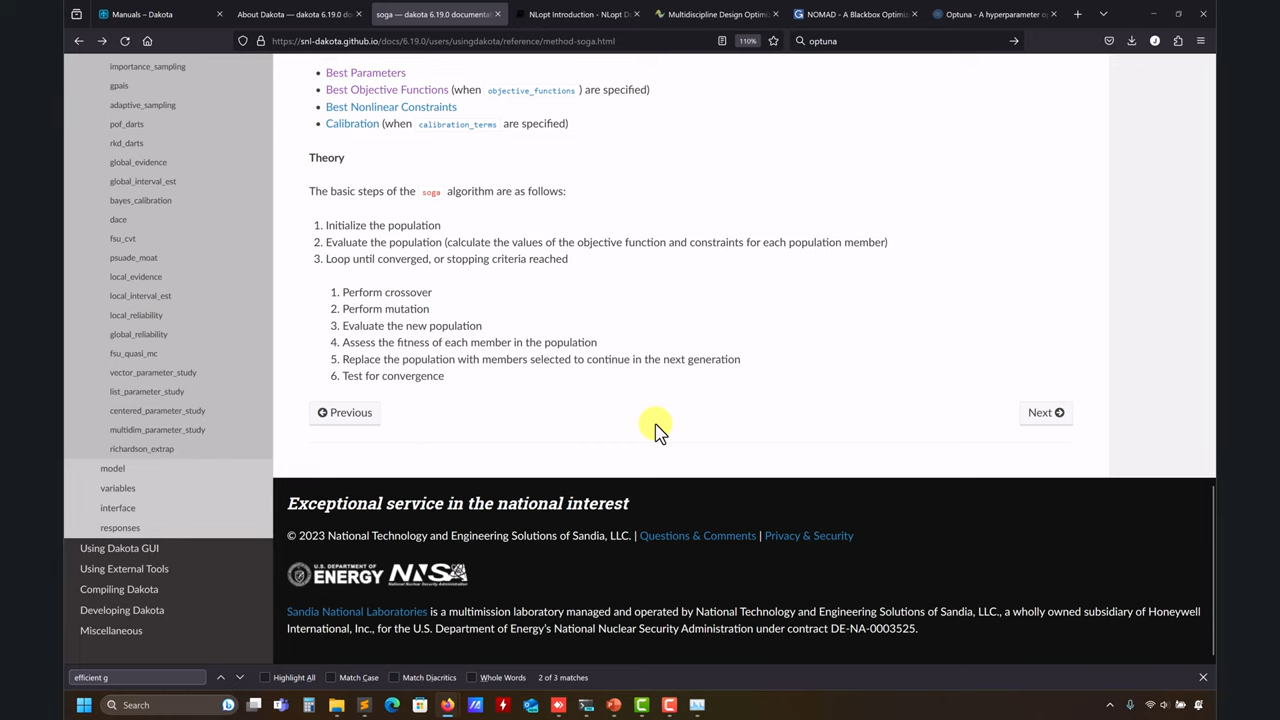 Manuals – Dakota
About Dakota — dakota 6.19.0 doc
soga — dakota 6.19.0 documentat
NLopt Introduction - NLopt Do
Multidiscipline Design Optimiz
NOMAD - A Blackbox Optimiz
Optuna - A hyperparameter o
https://snl-dakota.github.io/docs/6.19.0/users/usingdakota/reference/method-soga.html
110%
optuna
importance_sampling
gpais
adaptive_sampling
pof_darts
rkd_darts
global_evidence
global_interval_est
bayes_calibration
dace
fsu_cvt
psuade_moat
local_evidence
local_interval_est
local_reliability
global_reliability
fsu_quasi_mc
vector_parameter_study
list_parameter_study
centered_parameter_study
multidim_parameter_study
richardson_extrap
model
variables
interface
responses
Using Dakota GUI
Using External Tools
Compiling Dakota
Developing Dakota
Miscellaneous
• Best Parameters
• Best Objective Functions (when objective_functions ) are specified)
• Best Nonlinear Constraints
• Calibration (when calibration_terms are specified)
Theory
The basic steps of the soga algorithm are as follows:
1. Initialize the population
2. Evaluate the population (calculate the values of the objective function and constraints for each population member)
3. Loop until converged, or stopping criteria reached
1. Perform crossover
2. Perform mutation
3. Evaluate the new population
4. Assess the fitness of each member in the population
5. Replace the population with members selected to continue in the next generation
6. Test for convergence
Previous
Next
Exceptional service in the national interest
© 2023 National Technology and Engineering Solutions of Sandia, LLC. | Questions & Comments | Privacy & Security
U.S. DEPARTMENT OF ENERGY NNSA
Sandia National Laboratories is a multimission laboratory managed and operated by National Technology and Engineering Solutions of Sandia, LLC., a wholly owned subsidiary of Honeywell
International, Inc., for the U.S. Department of Energy's National Nuclear Security Administration under contract DE-NA-0003525.
efficient g
Highlight All
Match Case
Match Diacritics
Whole Words
2 of 3 matches
Search